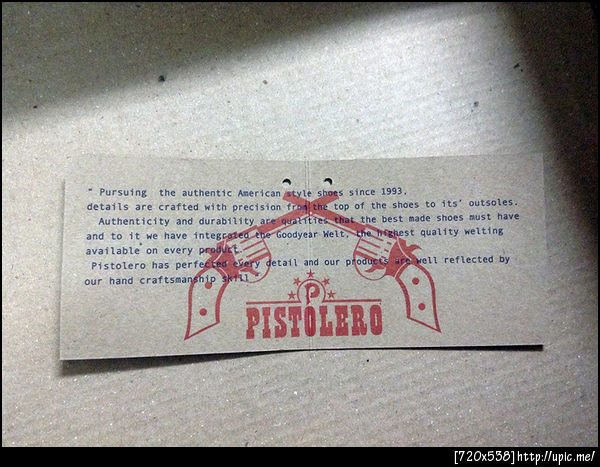 “ Pursuing the authentic American style shoes since 1993.
details are crafted with precision from the top of the shoes to its' outsoles.
Authenticity and durability are qualities that the best made shoes must have
and to it we have integrated the Goodyear Welt, the highest quality welting
available on every product.
Pistolero has perfected every detail and our products are well reflected by
our hand craftsmanship skill
P
PISTOLERO
[720x538]http://upic.me/